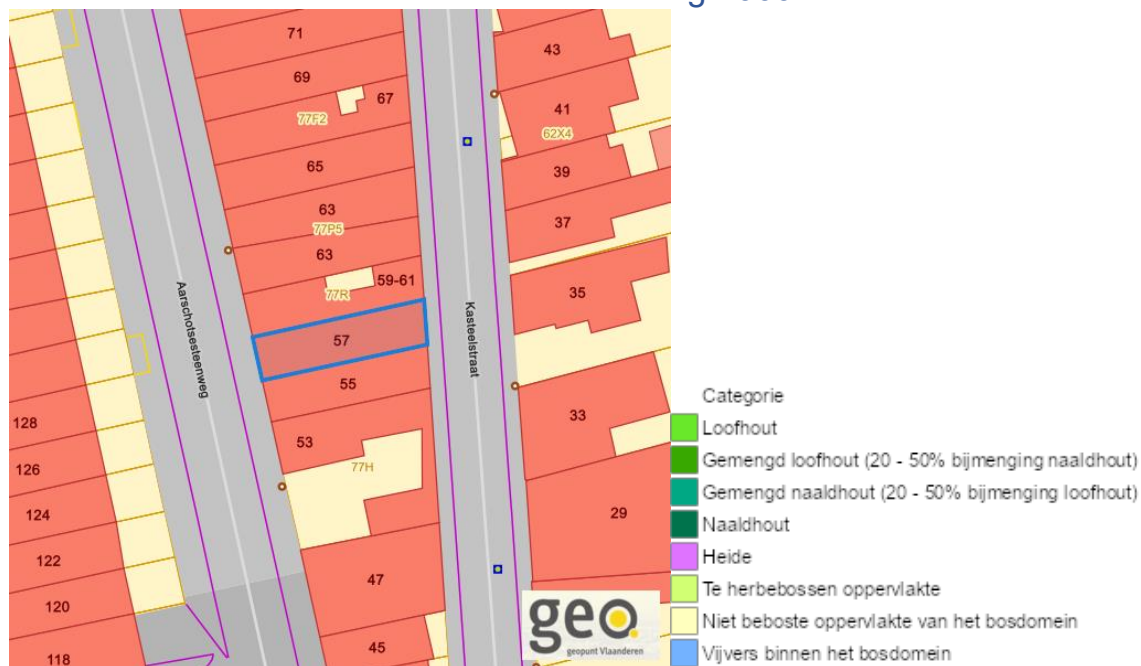 71
43
69
67
77F2
41
62X4
65
39
63
37
77P5
63
59-61
77R
35
Aarschotsesteenweg
Kasteelstraat
57
55
128
33
53
126
77H
124
29
122
47
120
45
118
geo
geopunt Vlaanderen
Categorie
Loofhout
Gemengd loofhout (20 - 50% bijmenging naaldhout)
Gemengd naaldhout (20 - 50% bijmenging loofhout)
Naaldhout
Heide
Te herbebossen oppervlakte
Niet beboste oppervlakte van het bosdomein
Vijvers binnen het bosdomein